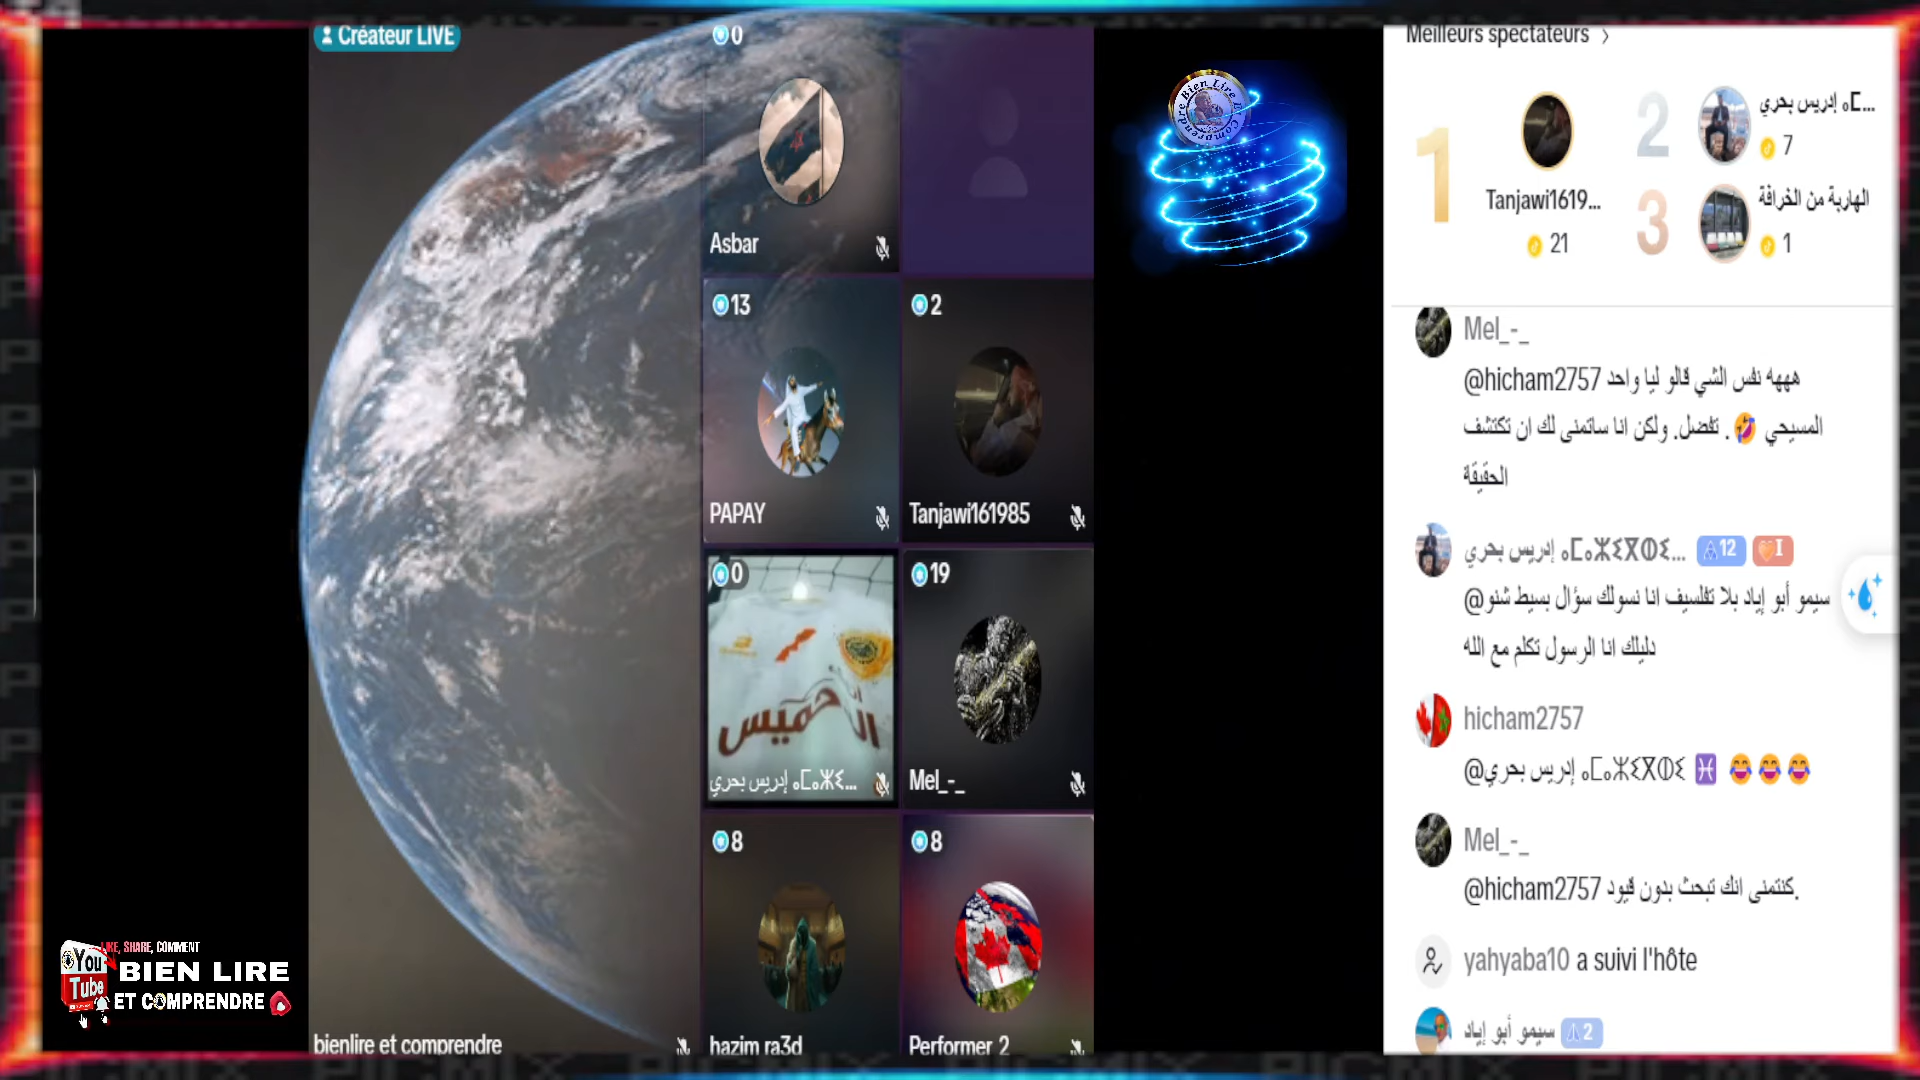 Créateur LIVE
0
Asbar
13
PAPAY
2
Tanjawi161985
0
إدريس بحري ⴰⵎⴰⵣⵉ...
19
Mel_-_
8
hazim ra3d
8
Performer 2
bienlire et comprendre
LIKE, SHARE, COMMENT
You
Tube
BIEN LIRE
ET COMPRENDRE
Meilleurs spectateurs >
1
Tanjawi1619...
21
2
إدريس بحري ⴰⵎ...
7
3
الهاربة من الخرافة
1
Mel_-_
@hicham2757 هههه نفس الشي قالو ليا واحد
المسيحي 🤣. تفضل. ولكن انا ساتمنى لك ان تكتشف
الحقيقة
إدريس بحري ⴰⵎⴰⵣⵉⵖⵀⵉ... 12 I
@سيمو أبو إياد بلا تفلسيف انا نسولك سؤال بسيط شنو
دليلك انا الرسول تكلم مع الله
hicham2757
@إدريس بحري ⴰⵎⴰⵣⵉⵖⵀⵉ ♓ 😂😂😂
Mel_-_
@hicham2757 كنتمنى انك تبحث بدون قيود.
yahyaba10 a suivi l'hôte
سيمو أبو إياد 2